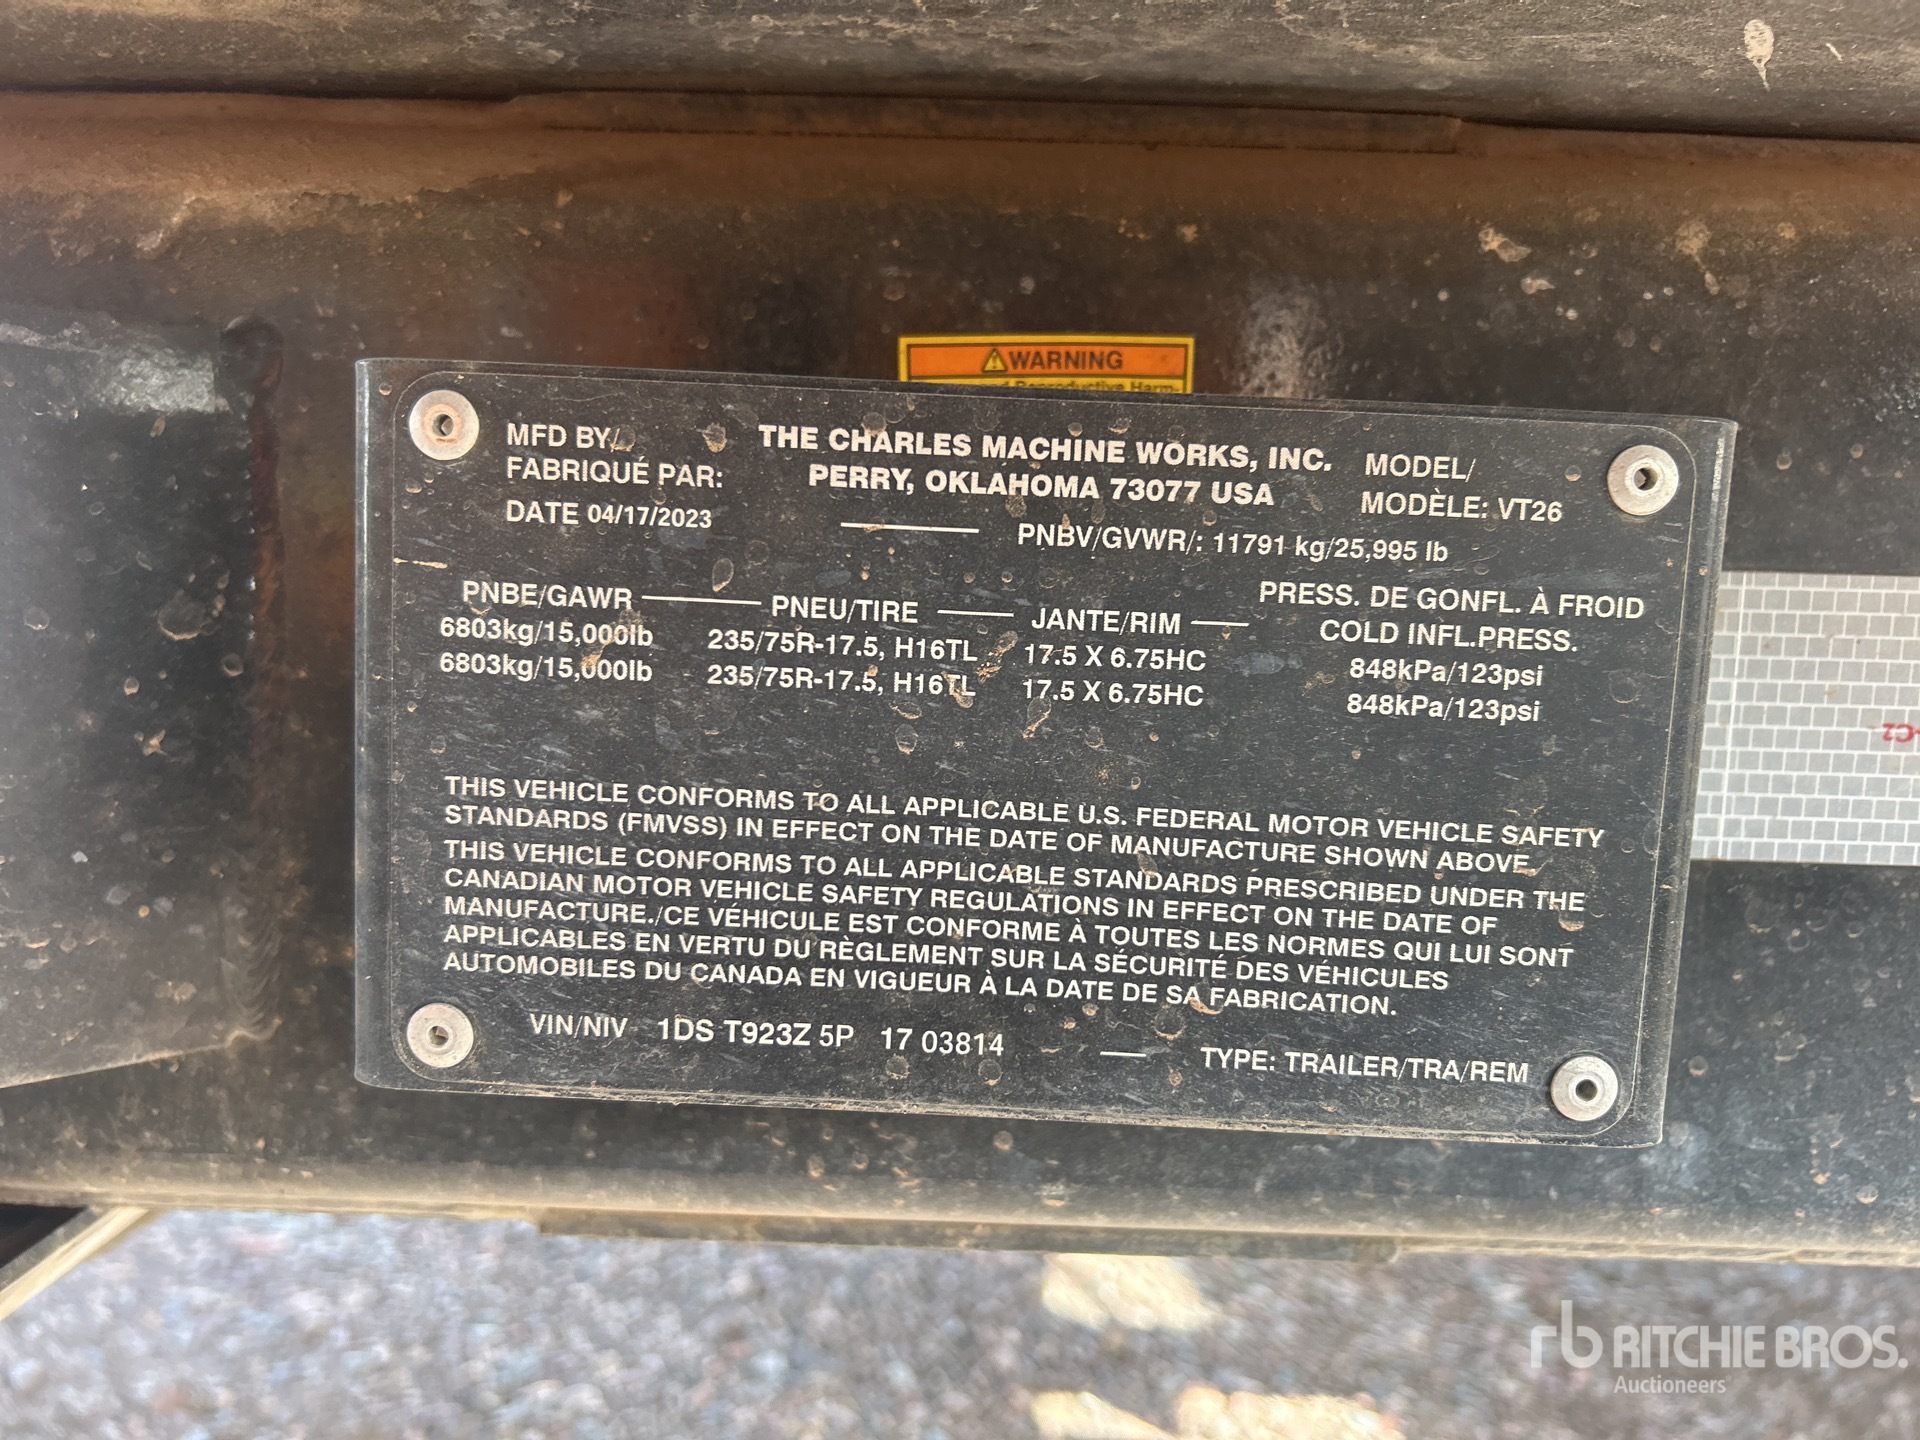 WARNING
Reproductive Harm-
MFD BY/
FABRIQUÉ PAR:
THE CHARLES MACHINE WORKS, INC.
PERRY, OKLAHOMA 73077 USA
MODEL/
MODÈLE: VT26
DATE 04/17/2023
PNBV/GVWR/: 11791 kg/25,995 lb
PNBE/GAWR PNEU/TIRE JANTE/RIM PRESS. DE GONFL. À FROID
COLD INFL.PRESS.
6803kg/15,000lb 235/75R-17.5, H16TL 17.5 X 6.75HC 848kPa/123psi
6803kg/15,000lb 235/75R-17.5, H16TL 17.5 X 6.75HC 848kPa/123psi
THIS VEHICLE CONFORMS TO ALL APPLICABLE U.S. FEDERAL MOTOR VEHICLE SAFETY
STANDARDS (FMVSS) IN EFFECT ON THE DATE OF MANUFACTURE SHOWN ABOVE.
THIS VEHICLE CONFORMS TO ALL APPLICABLE STANDARDS PRESCRIBED UNDER THE
CANADIAN MOTOR VEHICLE SAFETY REGULATIONS IN EFFECT ON THE DATE OF
MANUFACTURE./CE VÉHICULE EST CONFORME À TOUTES LES NORMES QUI LUI SONT
APPLICABLES EN VERTU DU RÈGLEMENT SUR LA SÉCURITÉ DES VÉHICULES
AUTOMOBILES DU CANADA EN VIGUEUR À LA DATE DE SA FABRICATION.
VIN/NIV 1DS T923Z 5P 17 03814 TYPE: TRAILER/TRA/REM
-C2
rb RITCHIE BROS.
Auctioneers